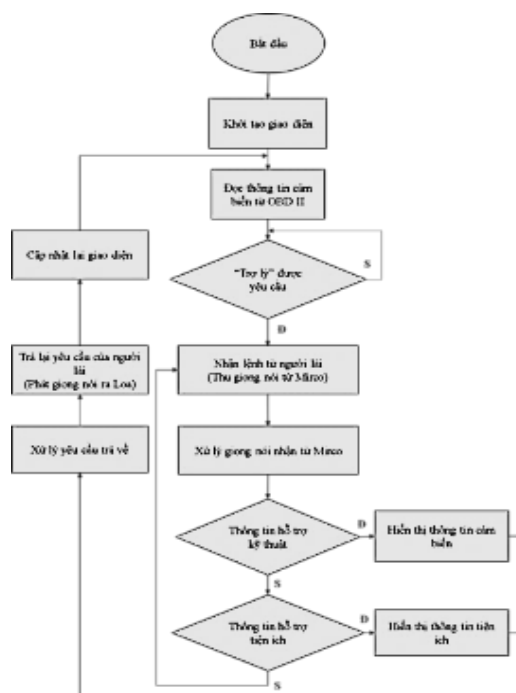 Bắt đầu
Khởi tạo giao diện
Đọc thông tin cảm
biến từ OBD II
Cập nhật lại giao diện
"Trợ lý" được
yêu cầu
S
Đ
Trả lại yêu cầu của người
lái
(Phát giọng nói ra Loa)
Nhận lệnh từ người lái
(Thu giọng nói từ Mirco)
Xử lý yêu cầu trả về
Xử lý giọng nói nhận từ Mirco
Thông tin hỗ trợ
kỹ thuật
Đ
Hiển thị thông tin cảm
biến
S
Thông tin hỗ trợ
tiện ích
Đ
Hiển thị thông tin tiện
ích
S